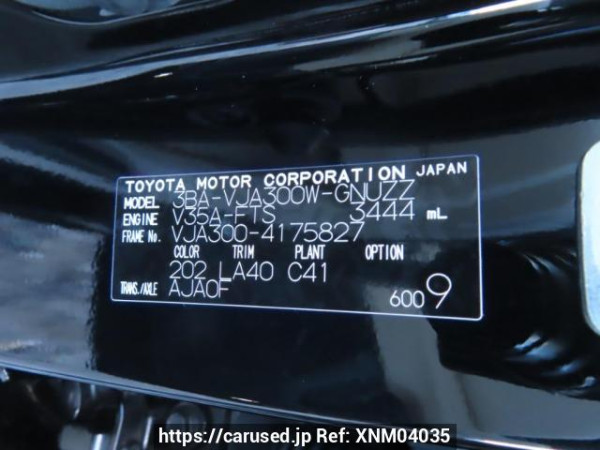 TOYOTA MOTOR CORPORATION JAPAN
MODEL 3BA-VJA300W-GNUZZ
ENGINE V35A-FTS 3444 mL
FRAME No. VJA300-4175827
COLOR TRIM PLANT OPTION
202 LA40 C41
TRANS./AXLE AJA0F
6009
https://carused.jp Ref: XNM04035